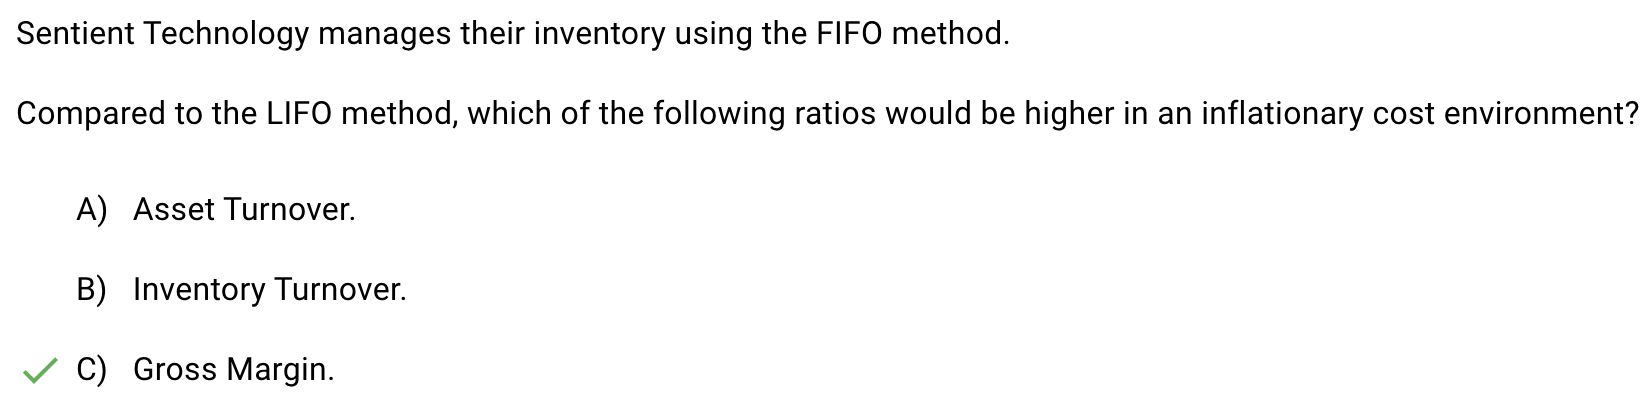 Sentient Technology manages their inventory using the FIFO method.
Compared to the LIFO method, which of the following ratios would be higher in an inflationary cost environment?
A) Asset Turnover.
B) Inventory Turnover.
C) Gross Margin.